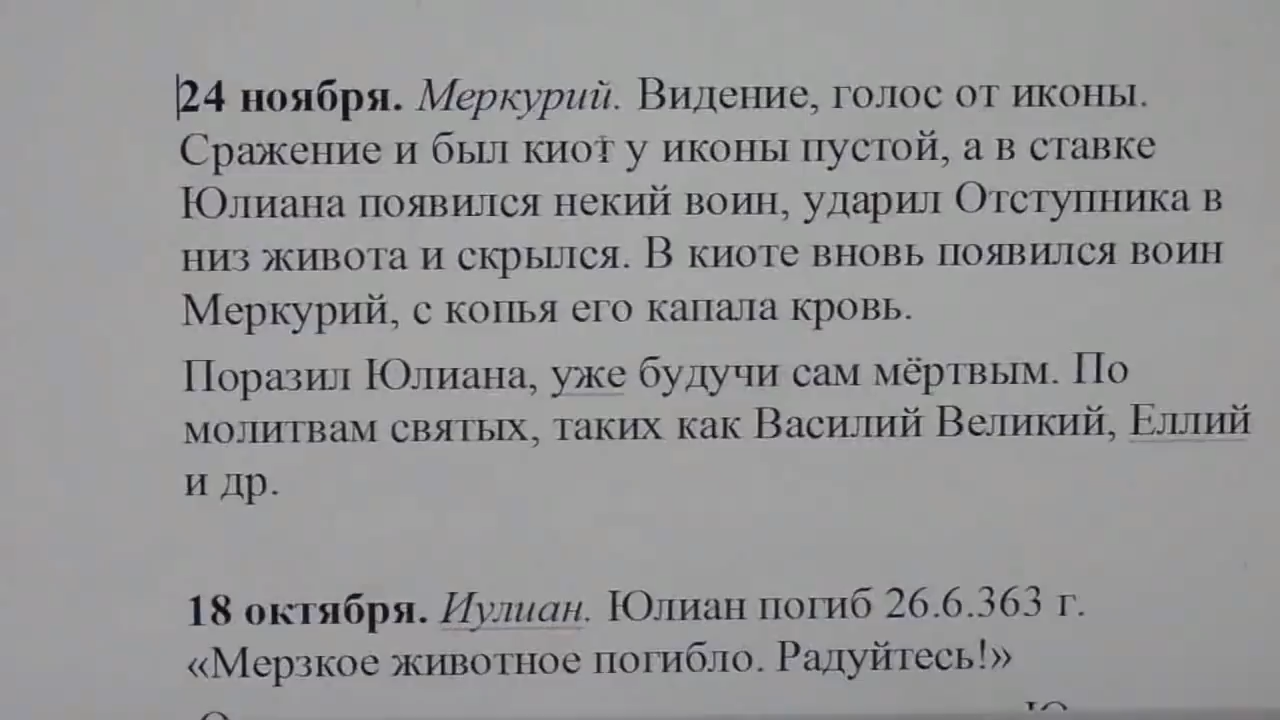 24 ноября. Меркурий. Видение, голос от иконы.
Сражение и был киот у иконы пустой, а в ставке
Юлиана появился некий воин, ударил Отступника в
низ живота и скрылся. В киоте вновь появился воин
Меркурий, с копья его капала кровь.
Поразил Юлиана, уже будучи сам мёртвым. По
молитвам святых, таких как Василий Великий, Еллий
и др.
18 октября. Иулиан. Юлиан погиб 26.6.363 г.
«Мерзкое животное погибло. Радуйтесь!»